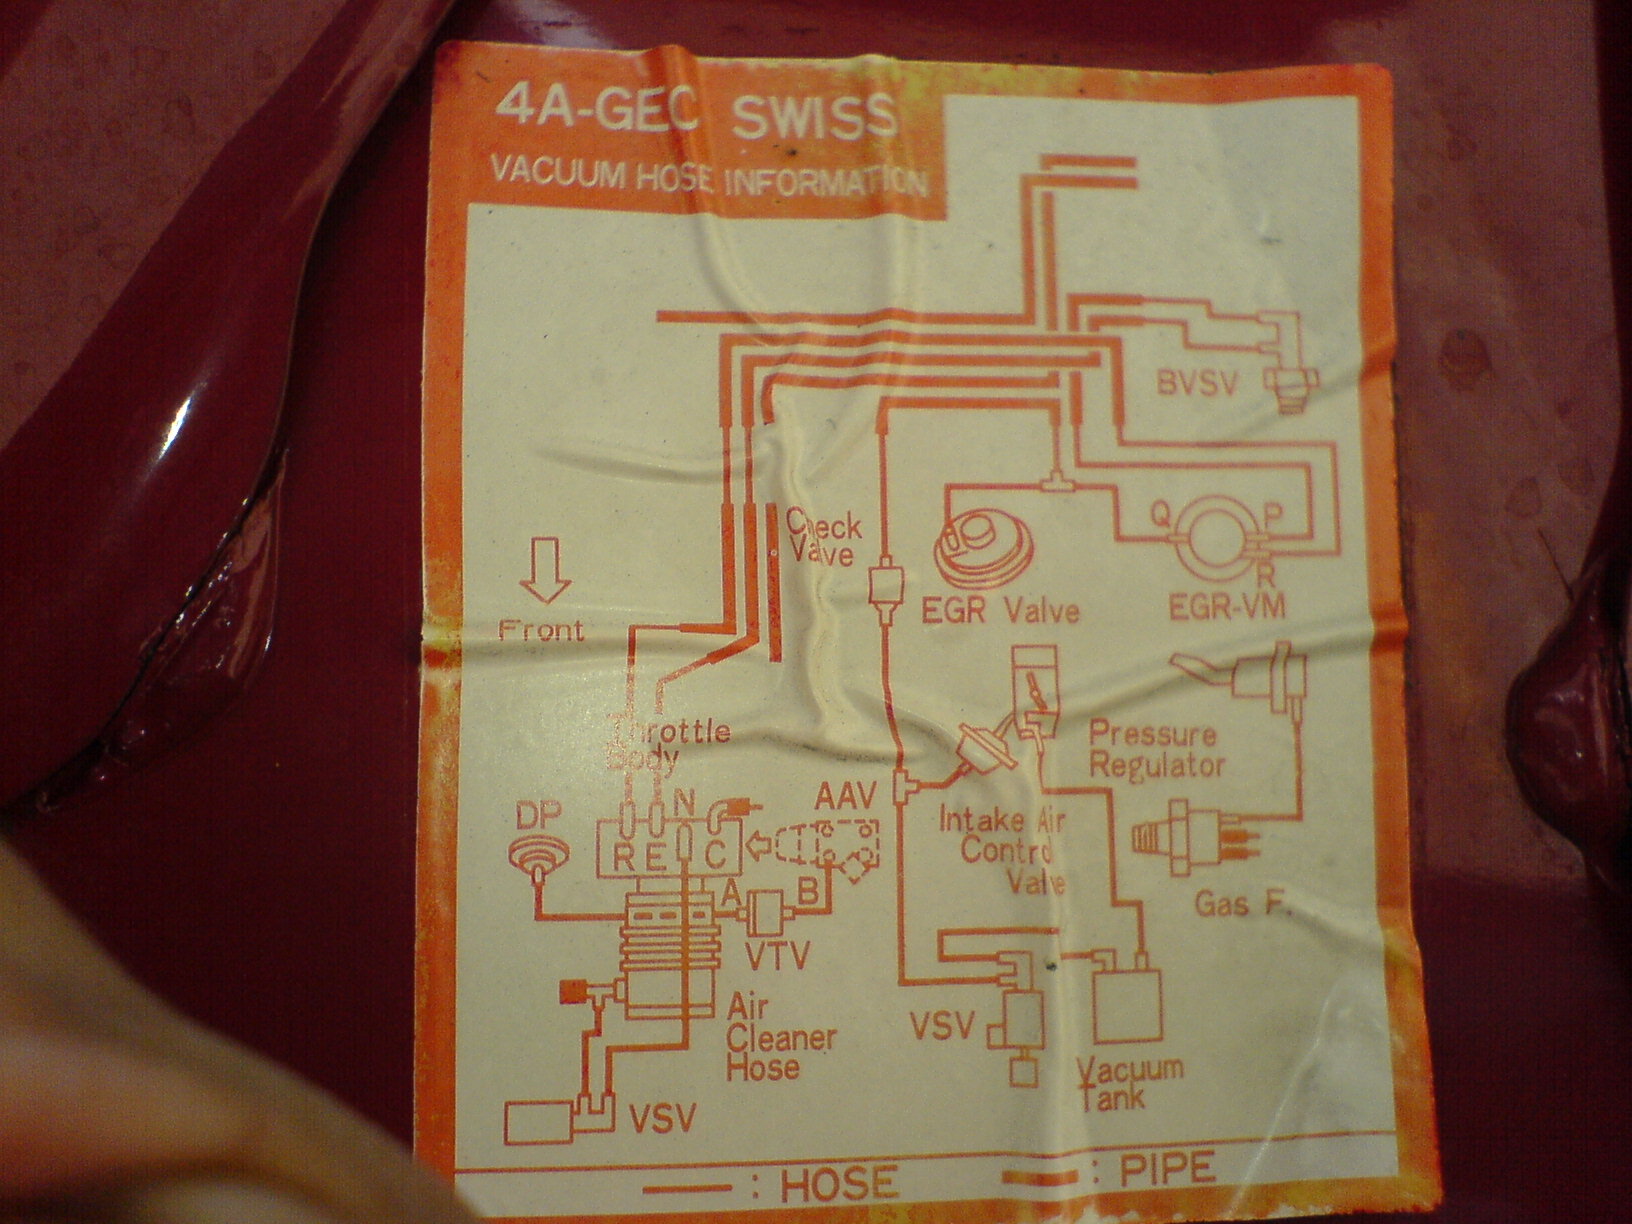 4A-GEC SWISS
VACUUM HOSE INFORMATION
BVSV
Check
Valve
Q
P
R
EGR Valve
EGR-VM
Front
Throttle
Body
Pressure
Regulator
DP
N
AAV
R E C
Intake Air
Control
Valve
A
B
Gas F.
VTV
Air
Cleaner
Hose
VSV
Vacuum
Tank
VSV
: HOSE : PIPE